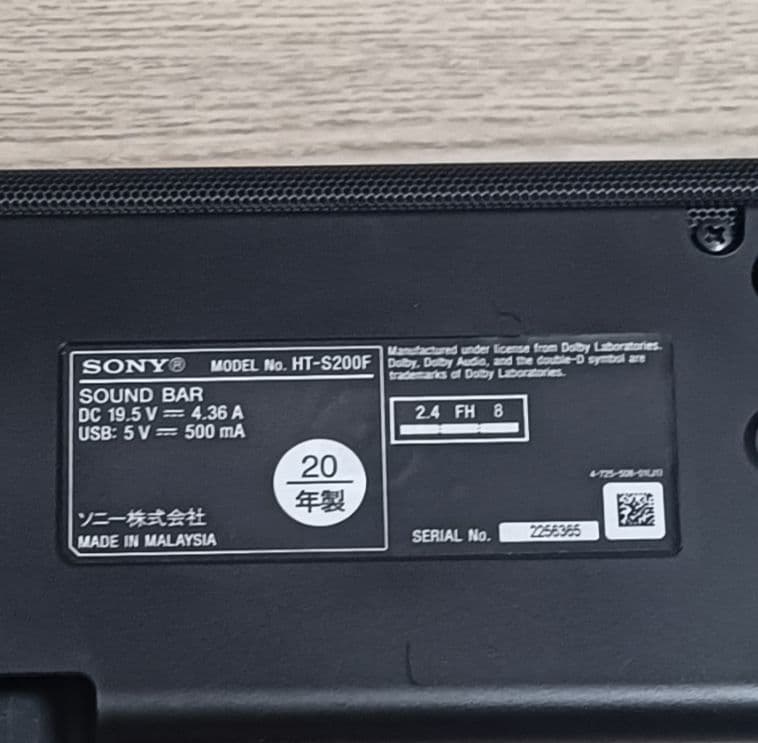 SONY® MODEL No. HT-S200F
SOUND BAR
DC 19.5 V ⎓ 4.36 A
USB: 5 V ⎓ 500 mA
20
年製
ソニー株式会社
MADE IN MALAYSIA
Manufactured under license from Dolby Laboratories.
Dolby, Dolby Audio, and the double-D symbol are
trademarks of Dolby Laboratories.
2.4 FH 8
SERIAL No. 2256365